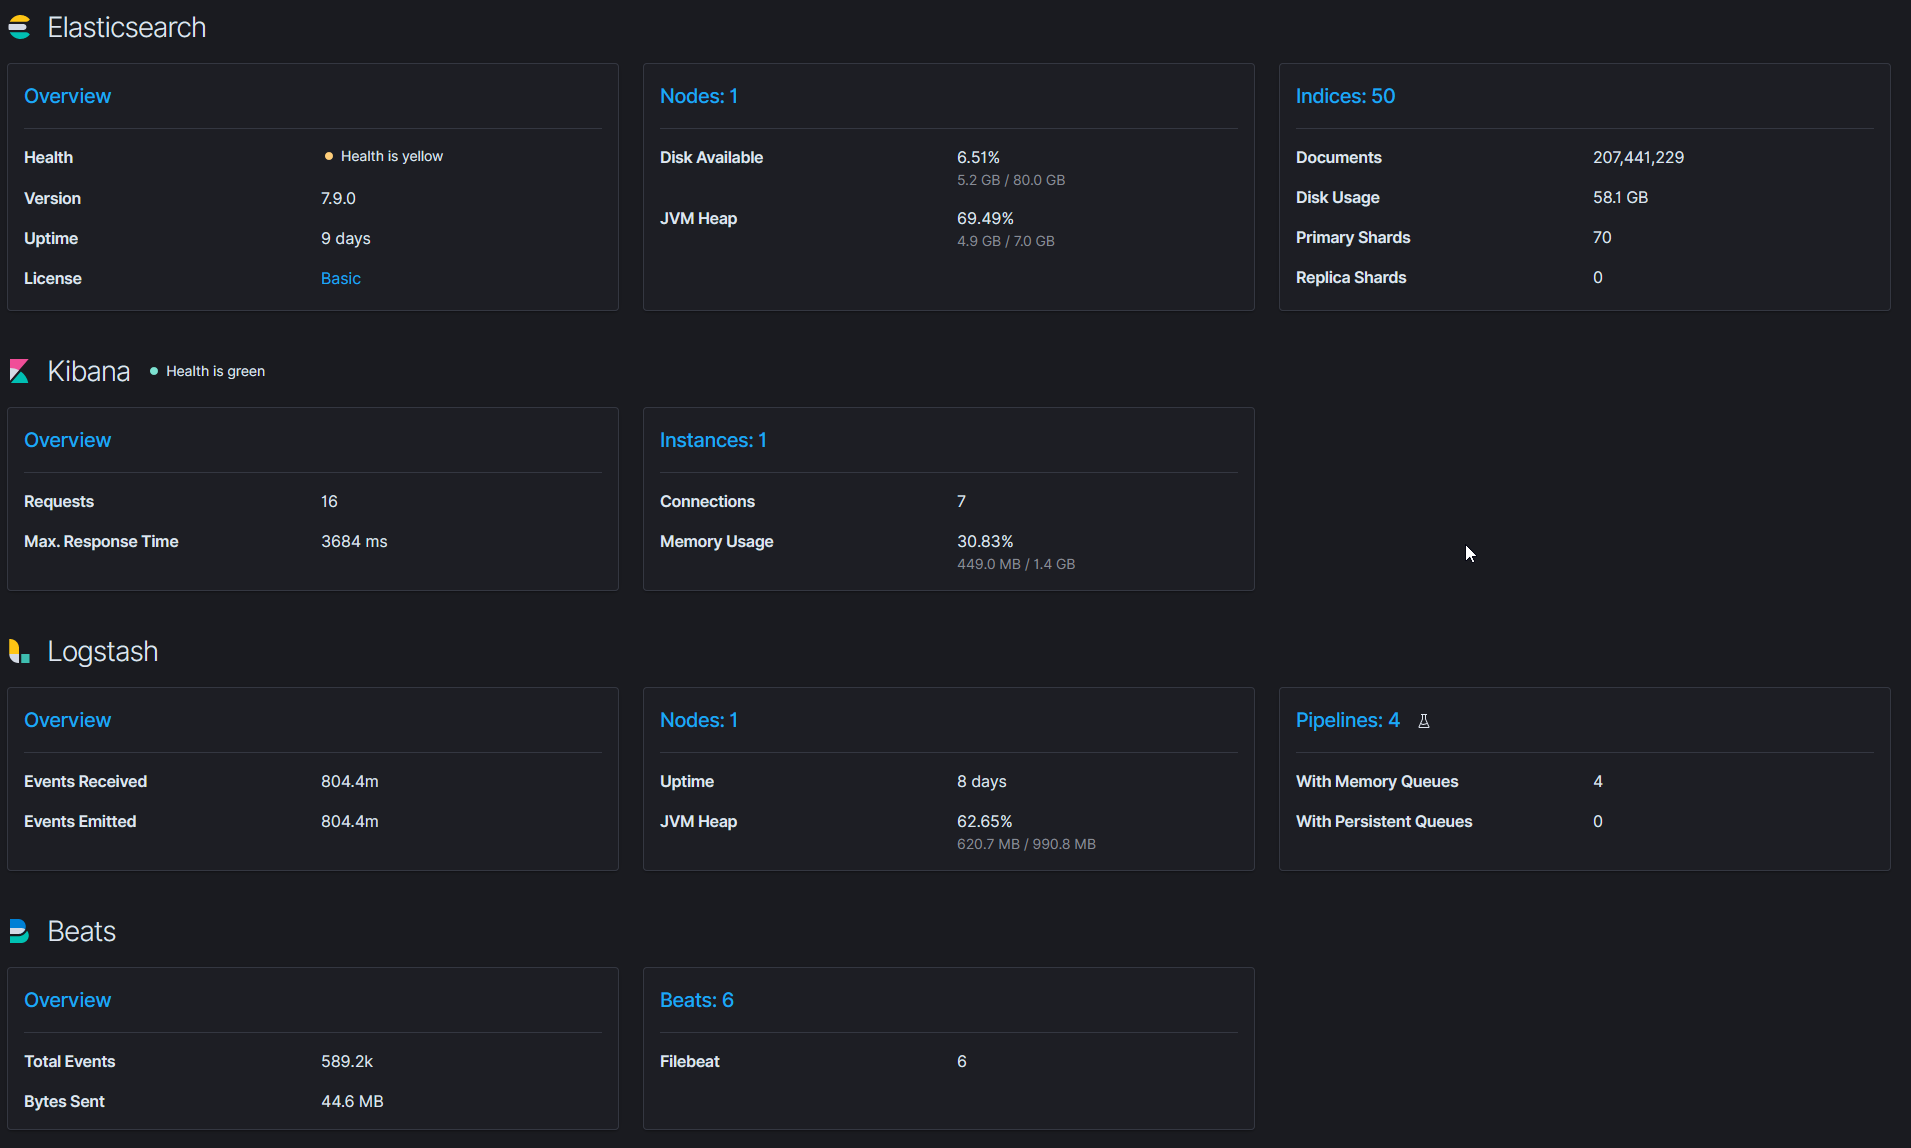 Elasticsearch
Overview
Health Health is yellow
Version 7.9.0
Uptime 9 days
License Basic
Nodes: 1
Disk Available 6.51%
5.2 GB / 80.0 GB
JVM Heap 69.49%
4.9 GB / 7.0 GB
Indices: 50
Documents 207,441,229
Disk Usage 58.1 GB
Primary Shards 70
Replica Shards 0
Kibana Health is green
Overview
Requests 16
Max. Response Time 3684 ms
Instances: 1
Connections 7
Memory Usage 30.83%
449.0 MB / 1.4 GB
Logstash
Overview
Events Received 804.4m
Events Emitted 804.4m
Nodes: 1
Uptime 8 days
JVM Heap 62.65%
620.7 MB / 990.8 MB
Pipelines: 4
With Memory Queues 4
With Persistent Queues 0
Beats
Overview
Total Events 589.2k
Bytes Sent 44.6 MB
Beats: 6
Filebeat 6